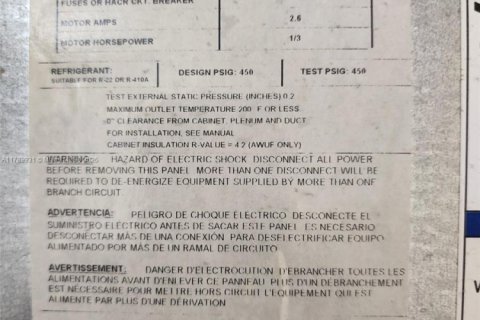 FUSES OR HACR CKT. BREAKER
MOTOR AMPS 2.6
MOTOR HORSEPOWER 1/3
REFRIGERANT: DESIGN PSIG: 450 TEST PSIG: 450
SUITABLE FOR R-22 OR R-410A
TEST EXTERNAL STATIC PRESSURE (INCHES) 0.2
MAXIMUM OUTLET TEMPERATURE 200 F OR LESS.
0" CLEARANCE FROM CABINET, PLENUM AND DUCT
FOR INSTALLATION, SEE MANUAL
CABINET INSULATION R-VALUE = 4.2 (AWUF ONLY)
WARNING: HAZARD OF ELECTRIC SHOCK DISCONNECT ALL POWER
BEFORE REMOVING THIS PANEL MORE THAN ONE DISCONNECT WILL BE
REQUIRED TO DE-ENERGIZE EQUIPMENT SUPPLIED BY MORE THAN ONE
BRANCH CIRCUIT.
ADVERTENCIA: PELIGRO DE CHOQUE ELECTRICO DESCONECTE EL
SUMINISTRO ELECTRICO ANTES DE SACAR ESTE PANEL ES NECESARIO
DESCONECTAR MÁS DE UNA CONEXIÓN PARA DESELECTRIFICAR EQUIPO
ALIMENTADO POR MÁS DE UN RAMAL DE CIRCUITO
AVERTISSEMENT: DANGER D'ÉLECTROCUTION D'ÉBRANCHER TOUTES LES
ALIMENTATIONS AVANT D'ENLEVER CE PANNEAU PLUS D'UN DÉBRANCHEMENT
EST NÉCESSAIRE POUR METTRE HORS CIRCUIT L'EQUIPEMENT QUI EST
ALIMENTE PAR PLUS D'UNE DÉRIVATION